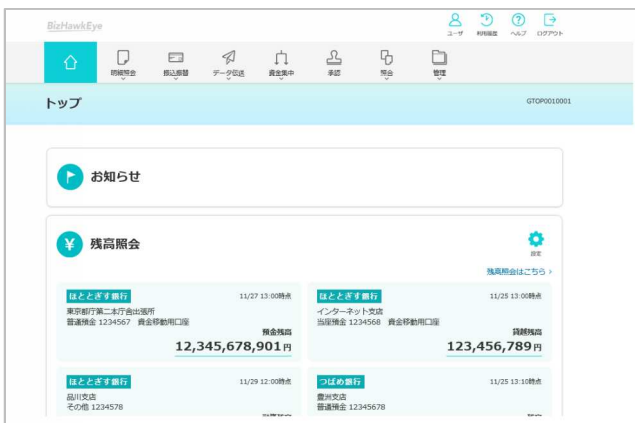 BizHawkEye
ユーザ 利用履歴 ヘルプ ログアウト
明細照会 振込振替 データ伝送 資金集中 承認 照会 管理
トップ
GTOP0010001
お知らせ
残高照会
設定
残高照会はこちら
ほととぎす銀行 11/27 13:00時点
東京都庁第二本庁舎出張所
普通預金 1234567 資金移動用口座
預金残高
12,345,678,901 円
ほととぎす銀行 11/25 13:00時点
インターネット支店
当座預金 1234568 資金移動用口座
貸越残高
123,456,789 円
ほととぎす銀行 11/29 12:00時点
品川支店
その他 1234578
つばめ銀行 11/25 13:10時点
豊洲支店
普通預金 12345678